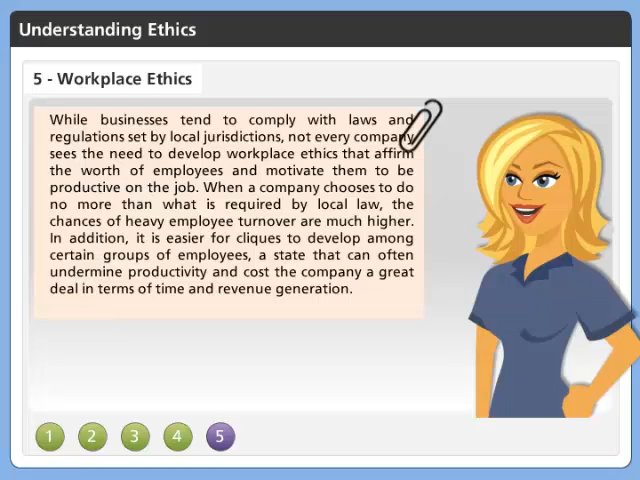 Understanding Ethics
5 - Workplace Ethics
While businesses tend to comply with laws and
regulations set by local jurisdictions, not every company
sees the need to develop workplace ethics that affirm
the worth of employees and motivate them to be
productive on the job. When a company chooses to do
no more than what is required by local law, the
chances of heavy employee turnover are much higher.
In addition, it is easier for cliques to develop among
certain groups of employees, a state that can often
undermine productivity and cost the company a great
deal in terms of time and revenue generation.
1 2 3 4 5